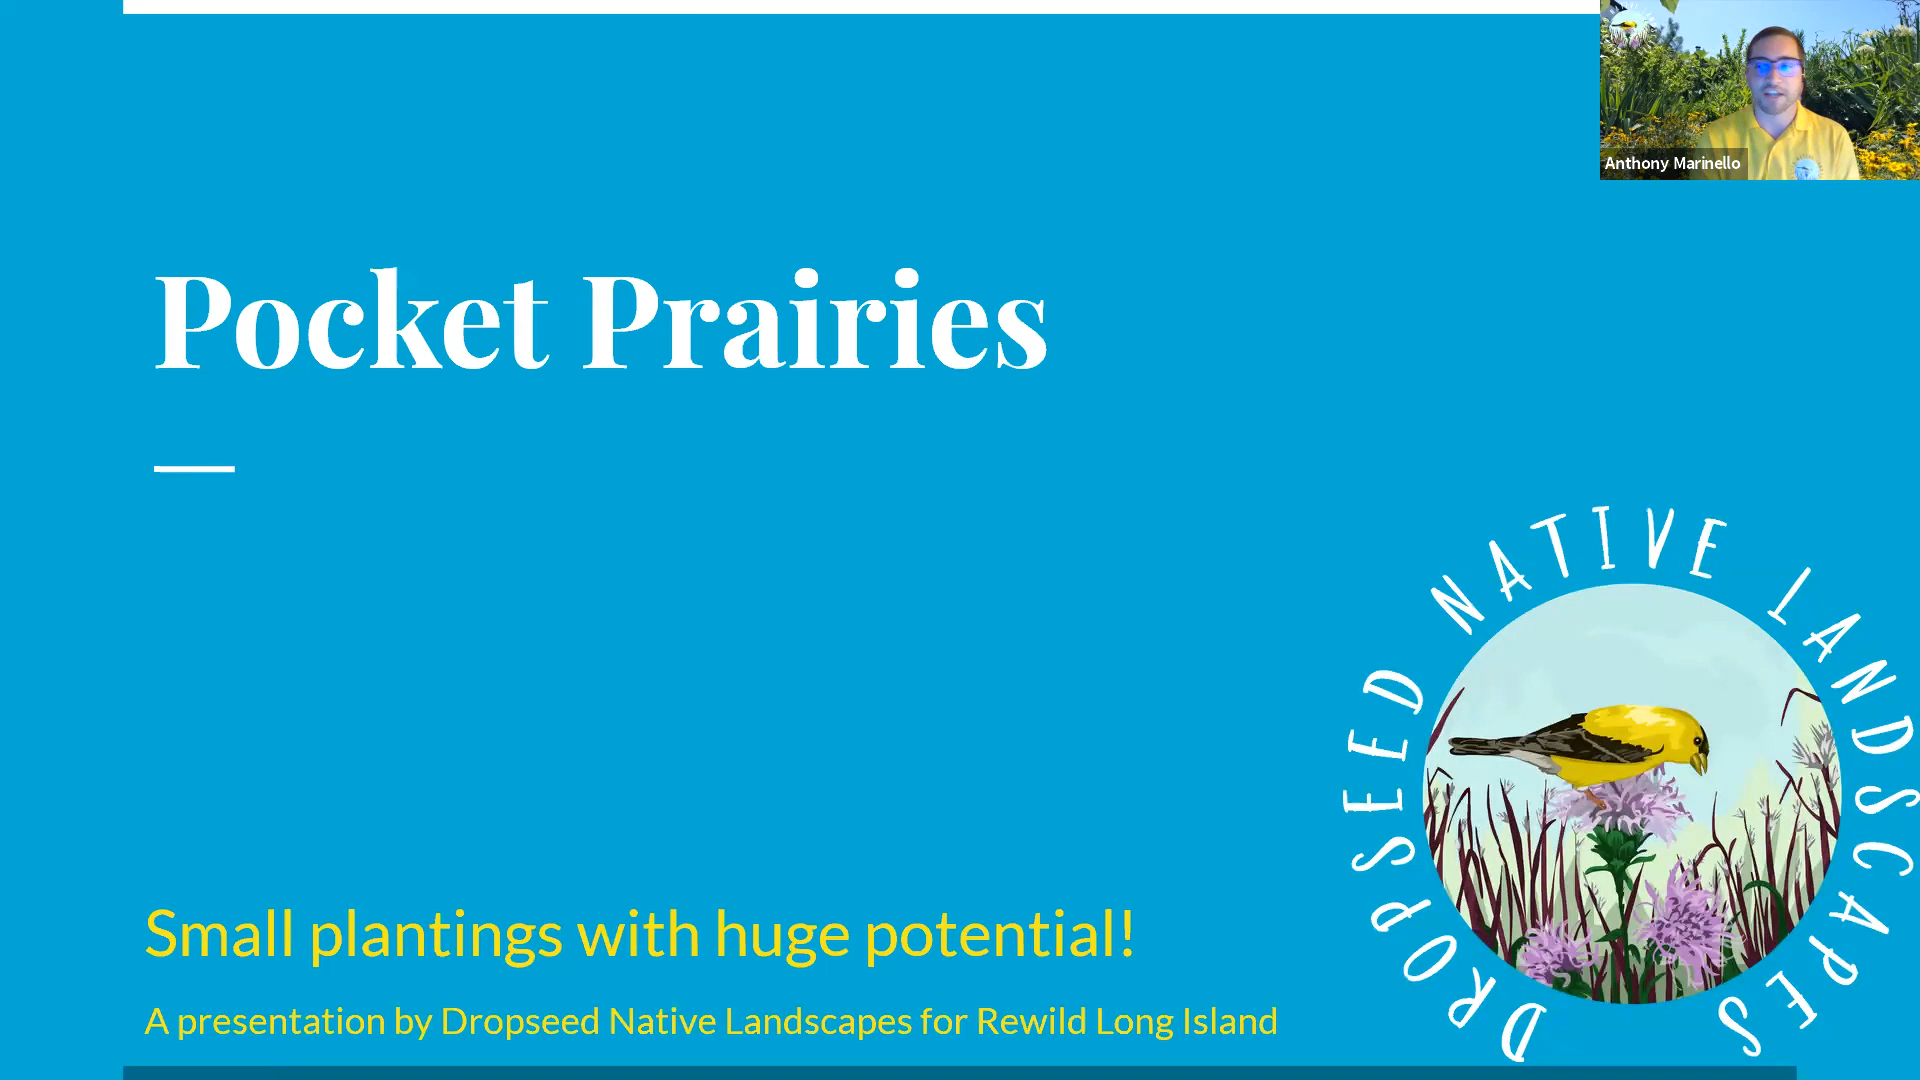 Anthony Marinello
Pocket Prairies
DROPSEED NATIVE LANDSCAPES
Small plantings with huge potential!
A presentation by Dropseed Native Landscapes for Rewild Long Island